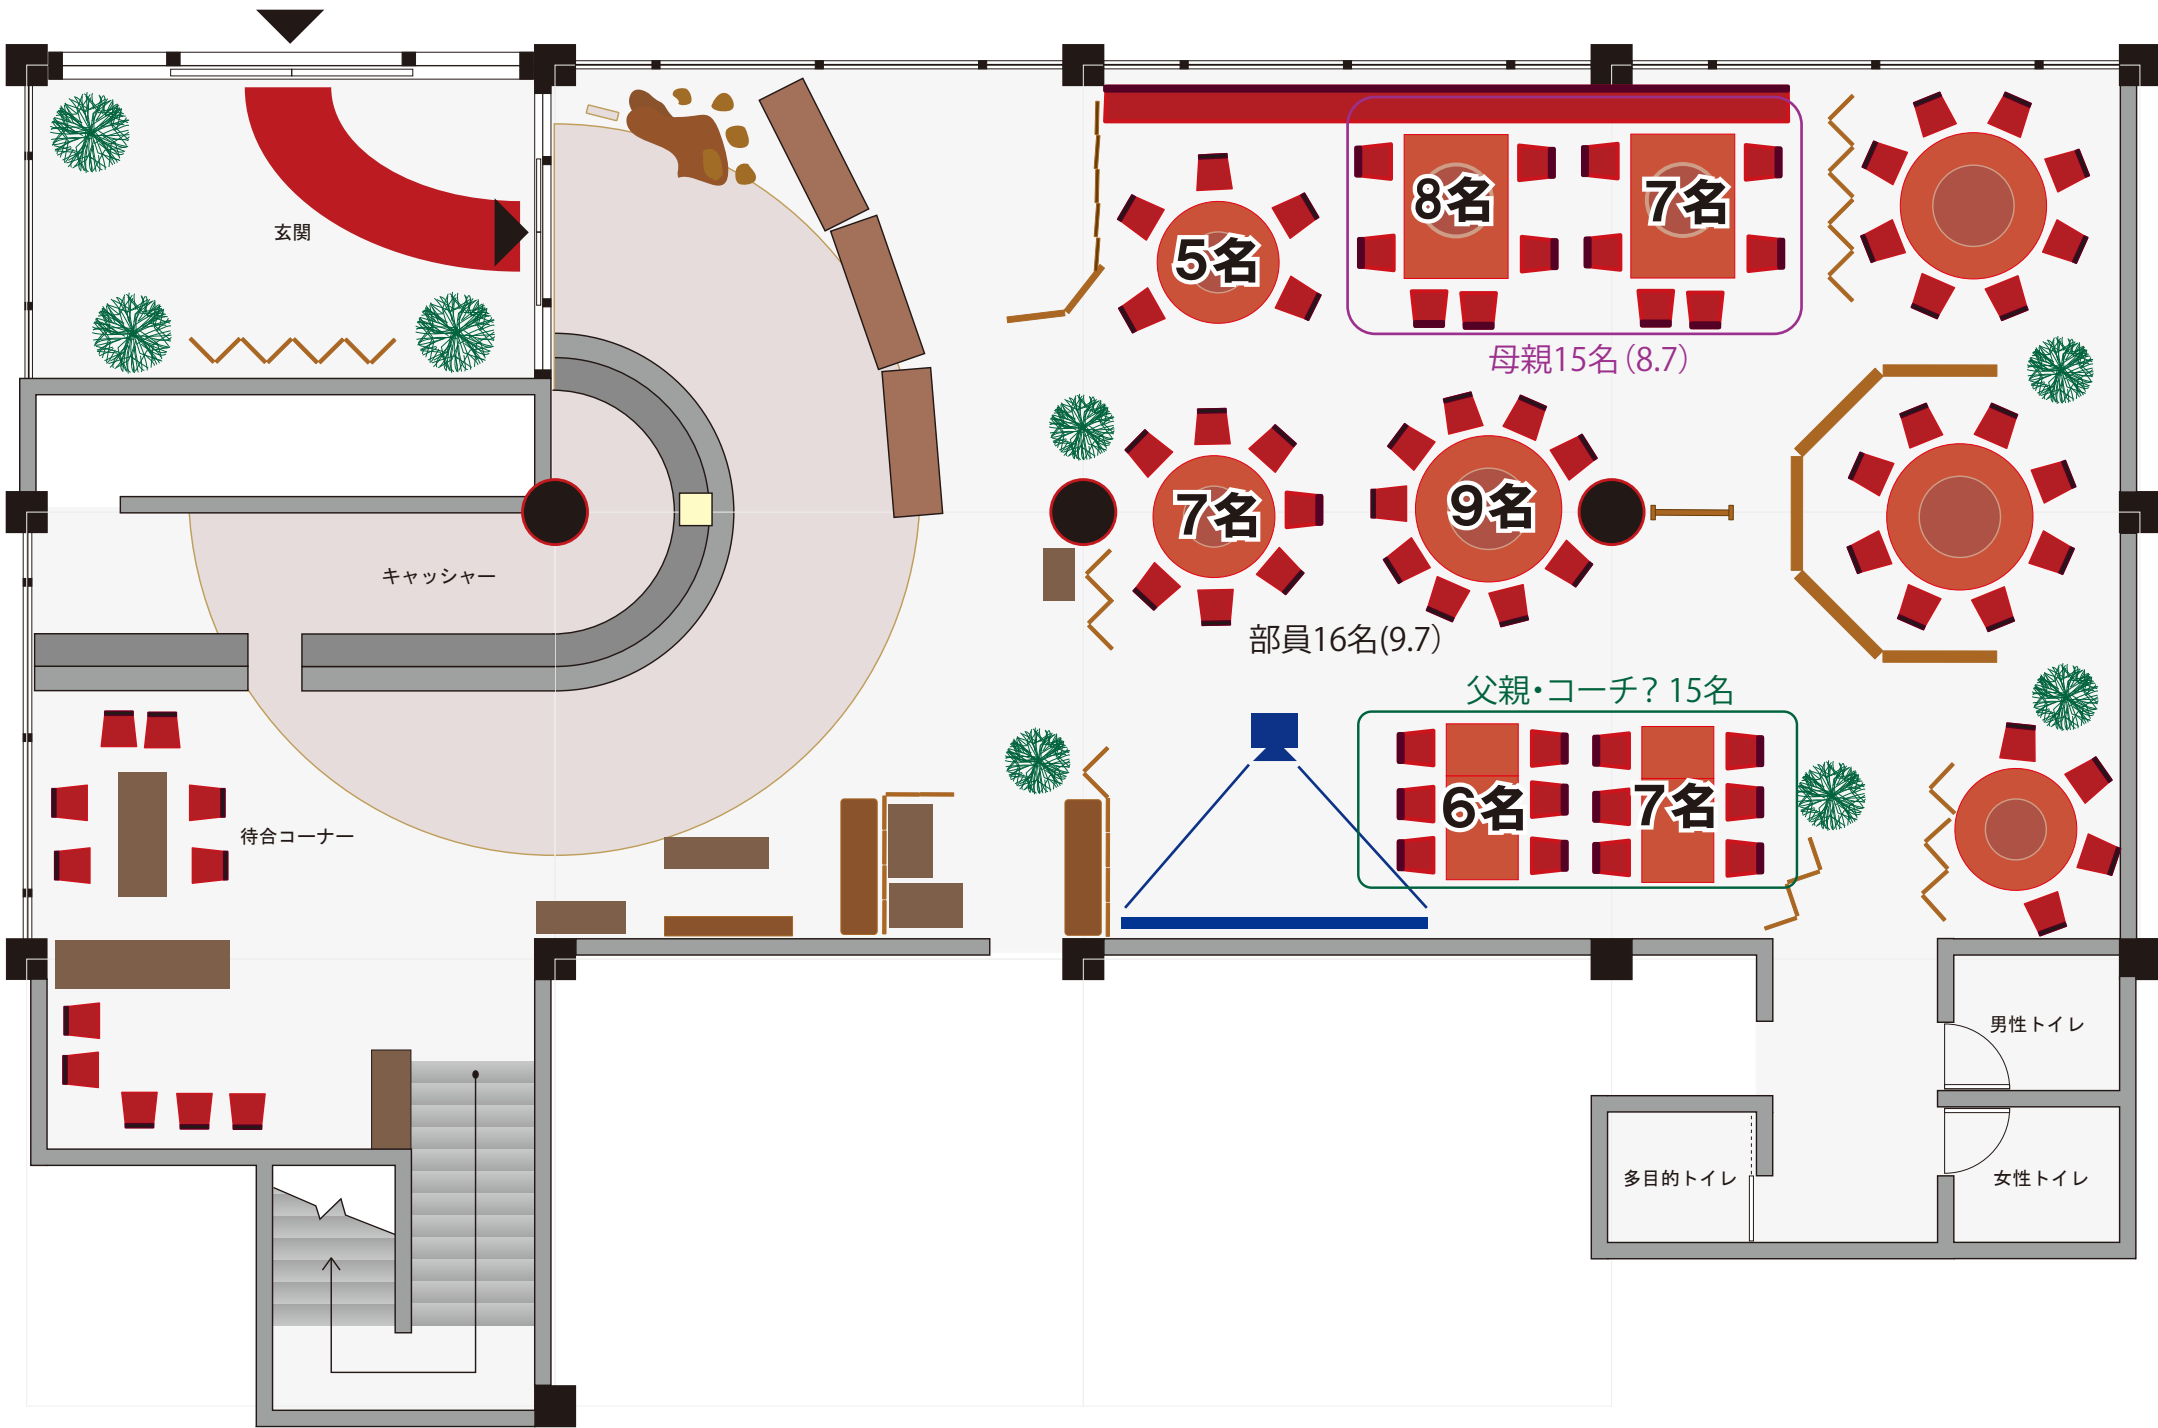 玄関
8名
7名
5名
母親15名（8.7）
7名
9名
キャッシャー
部員16名(9.7）
父親・コーチ？ 15名
6名
7名
待合コーナー
男性トイレ
多目的トイレ
女性トイレ